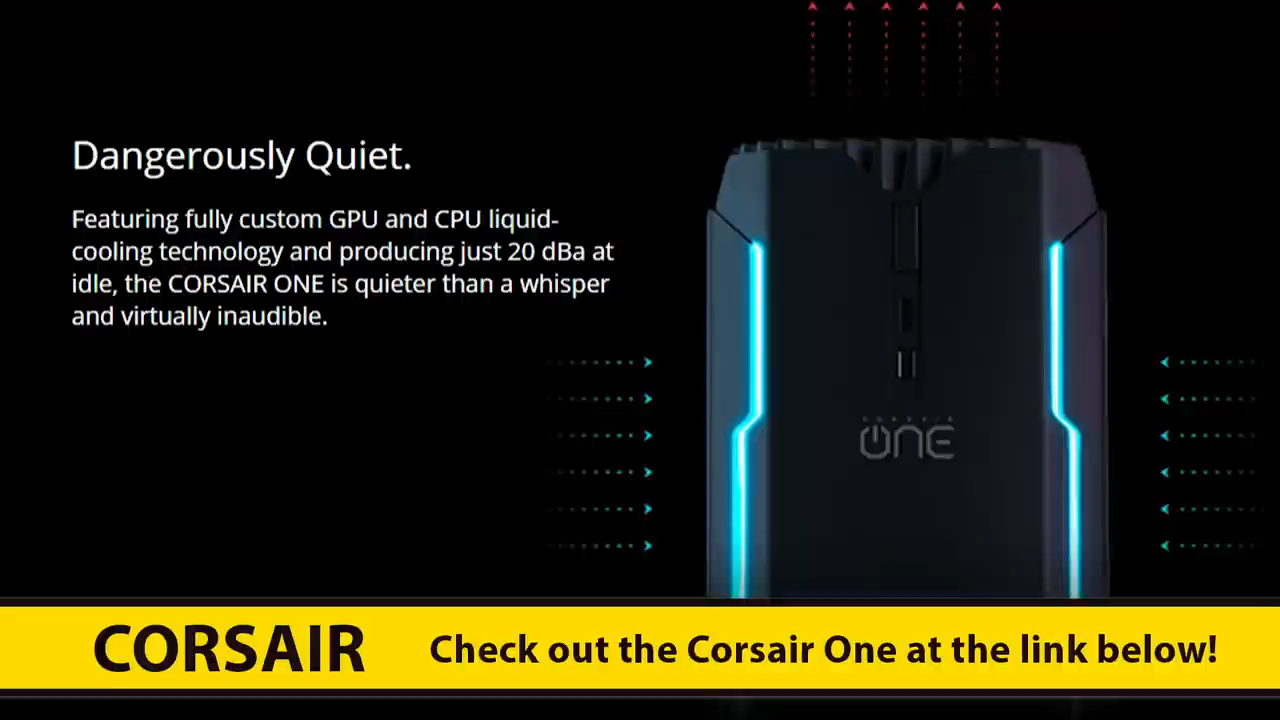 Dangerously Quiet.
Featuring fully custom GPU and CPU liquid-
cooling technology and producing just 20 dBa at
idle, the CORSAIR ONE is quieter than a whisper
and virtually inaudible.
CORSAIR
ONE
CORSAIR
Check out the Corsair One at the link below!